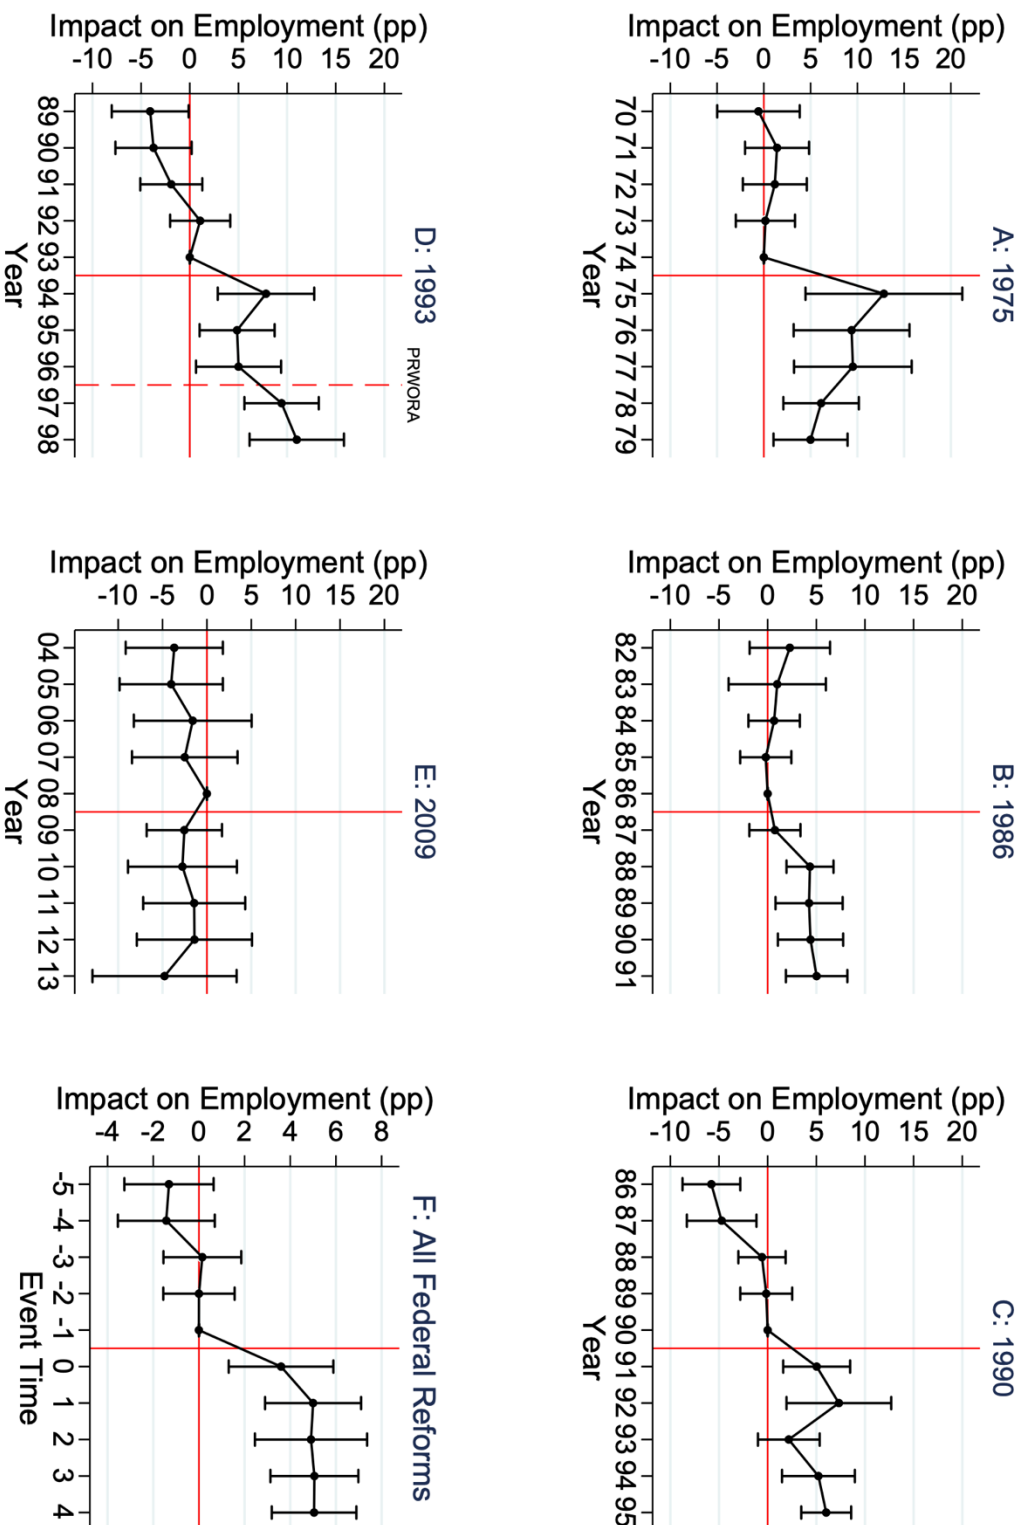 A: 1975
Impact on Employment (pp)
-10 -5 0 5 10 15 20
70 71 72 73 74 75 76 77 78 79
B: 1986
Impact on Employment (pp)
-10 -5 0 5 10 15 20
82 83 84 85 86 87 88 89 90 91
Year
C: 1990
Impact on Employment (pp)
-10 -5 0 5 10 15 20
86 87 88 89 90 91 92 93 94 95
Year
D: 1993
PRWORA
Impact on Employment (pp)
-10 -5 0 5 10 15 20
89 90 91 92 93 94 95 96 97 98
Year
E: 2009
Impact on Employment (pp)
-10 -5 0 5 10 15 20
04 05 06 07 08 09 10 11 12 13
Year
F: All Federal Reforms
Impact on Employment (pp)
-4 -2 0 2 4 6 8
-5 -4 -3 -2 -1 0 1 2 3 4
Event Time